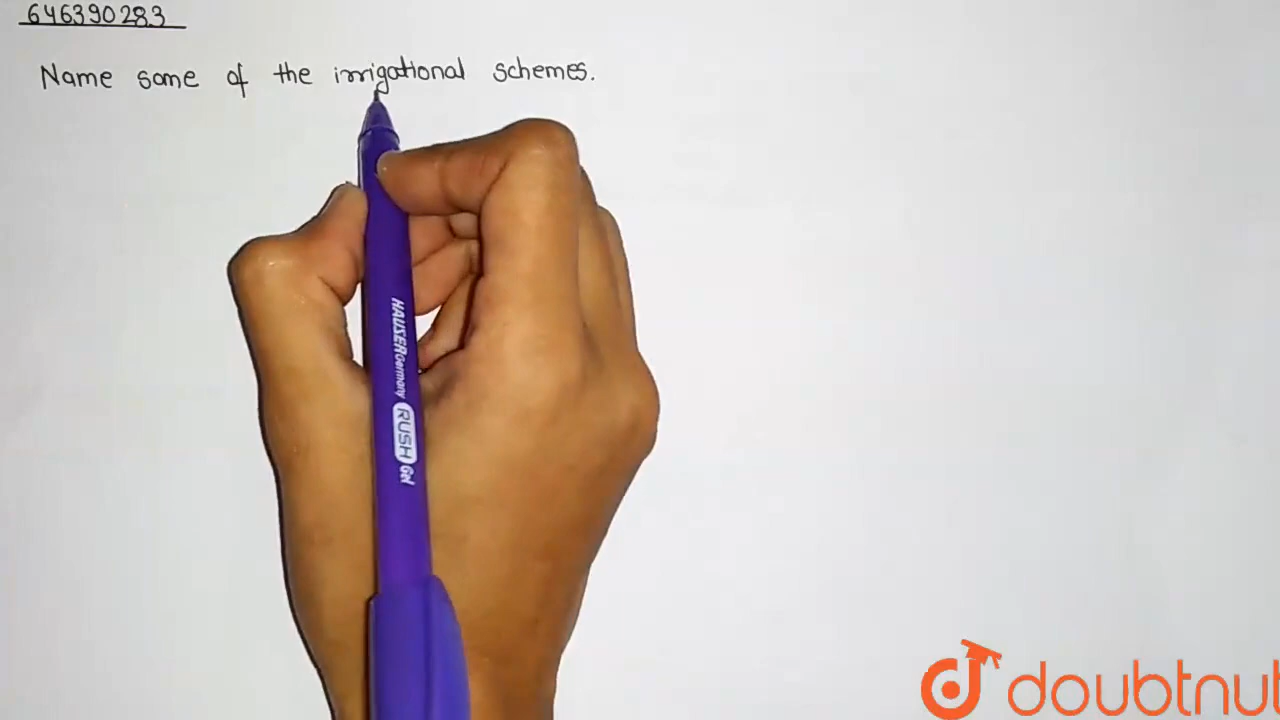 646390283
Name some of the irrigational schemes.
HAUSER Germany RUSH Gel
doubtnut